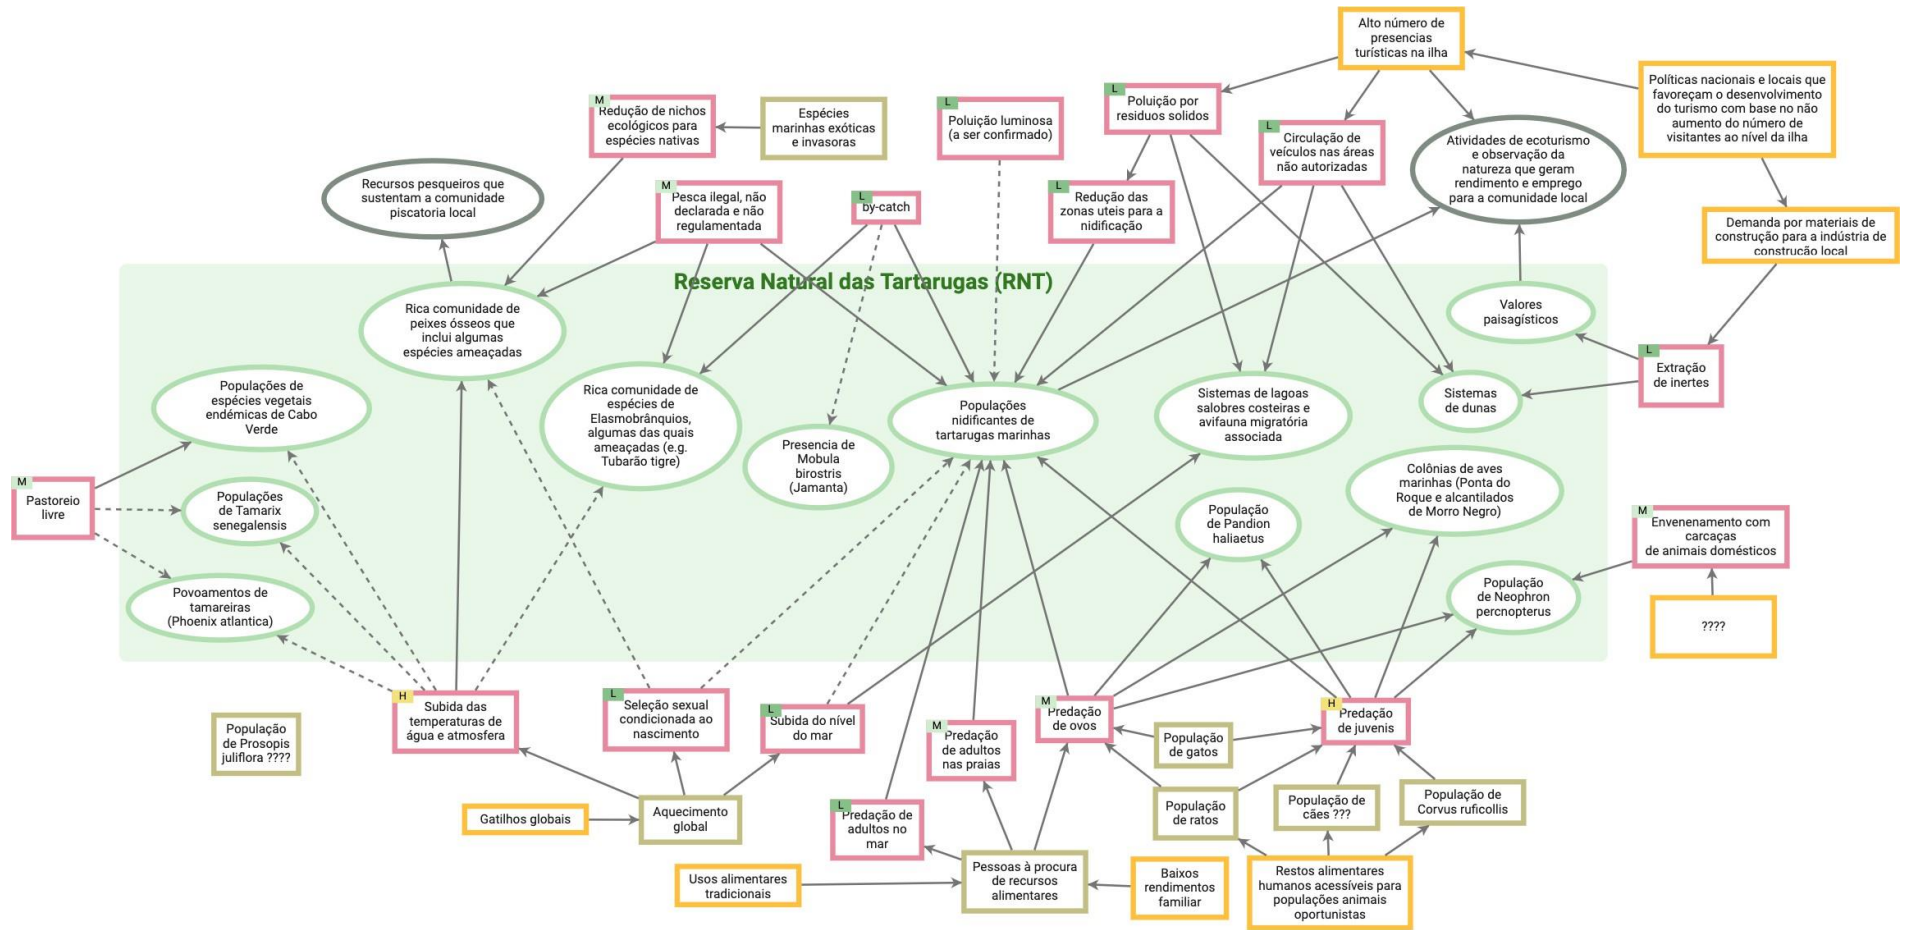 Alto número de
presencias
turísticas na ilha
Políticas nacionais e locais que
favoreçam o desenvolvimento
do turismo com base no não
aumento do número de
visitantes ao nível da ilha
M
Redução de nichos
ecológicos para
espécies nativas
Espécies
marinhas exóticas
e invasoras
L
Poluição luminosa
(a ser confirmado)
L
Poluição por
residuos solidos
L
Circulação de
veículos nas áreas
não autorizadas
Atividades de ecoturismo
e observação da
natureza que geram
rendimento e emprego
para a comunidade local
Recursos pesqueiros que
sustentam a comunidade
piscatoria local
M
Pesca ilegal, não
declarada e não
regulamentada
L
by-catch
L
Redução das
zonas uteis para a
nidificação
Demanda por materiais de
construção para a indústria de
construção local
Reserva Natural das Tartarugas (RNT)
Rica comunidade de
peixes ósseos que
inclui algumas
espécies ameaçadas
Valores
paisagísticos
L
Extração
de inertes
Populações de
espécies vegetais
endémicas de Cabo
Verde
Rica comunidade de
espécies de
Elasmobrânquios,
algumas das quais
ameaçadas (e.g.
Tubarão tigre)
Presencia de
Mobula
birostris
(Jamanta)
Populações
nidificantes de
tartarugas marinhas
Sistemas de lagoas
salobres costeiras e
avifauna migratória
associada
Sistemas
de dunas
M
Pastoreio
livre
Populações
de Tamarix
senegalensis
População
de Pandion
haliaetus
Colônias de aves
marinhas (Ponta do
Roque e alcantilados
de Morro Negro)
M
Envenenamento com
carcaças
de animais domésticos
Povoamentos de
tamareiras
(Phoenix atlantica)
População
de Neophron
percnopterus
????
População
de Prosopis
juliflora ????
H
Subida das
temperaturas de
água e atmosfera
L
Seleção sexual
condicionada ao
nascimento
L
Subida do nível
do mar
M
Predação
de adultos
nas praias
M
Predação
de ovos
População
de gatos
H
Predação
de juvenis
Gatilhos globais
Aquecimento
global
L
Predação de
adultos no
mar
População
de ratos
População de
cães ???
População de
Corvus ruficollis
Usos alimentares
tradicionais
Pessoas à procura
de recursos
alimentares
Baixos
rendimentos
familiar
Restos alimentares
humanos acessíveis para
populações animais
oportunistas